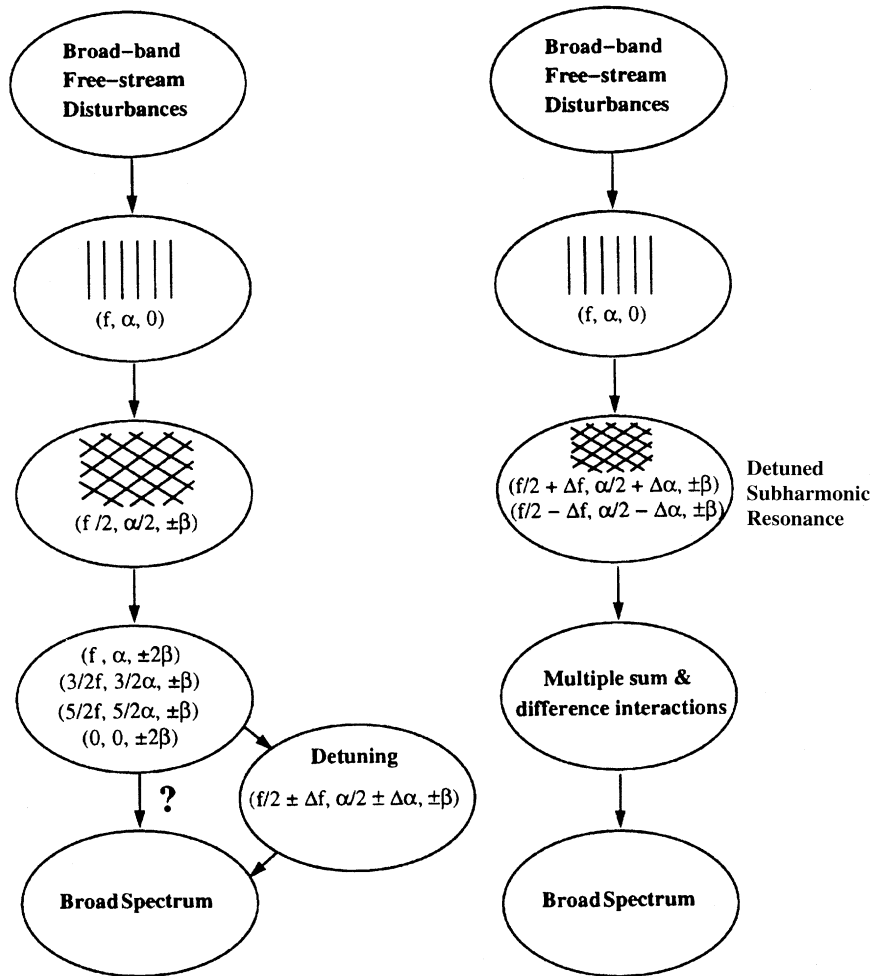 Broad-band
Free-stream
Disturbances
(f, α, 0)
(f /2, α/2, ±β)
(f , α, ±2β)
(3/2f, 3/2α, ±β)
(5/2f, 5/2α, ±β)
(0, 0, ±2β)
?
Detuning
(f/2 ± Δf, α/2 ± Δα, ±β)
Broad Spectrum
Broad-band
Free-stream
Disturbances
(f, α, 0)
(f/2 + Δf, α/2 + Δα, ±β)
(f/2 − Δf, α/2 − Δα, ±β)
Detuned
Subharmonic
Resonance
Multiple sum &
difference interactions
Broad Spectrum